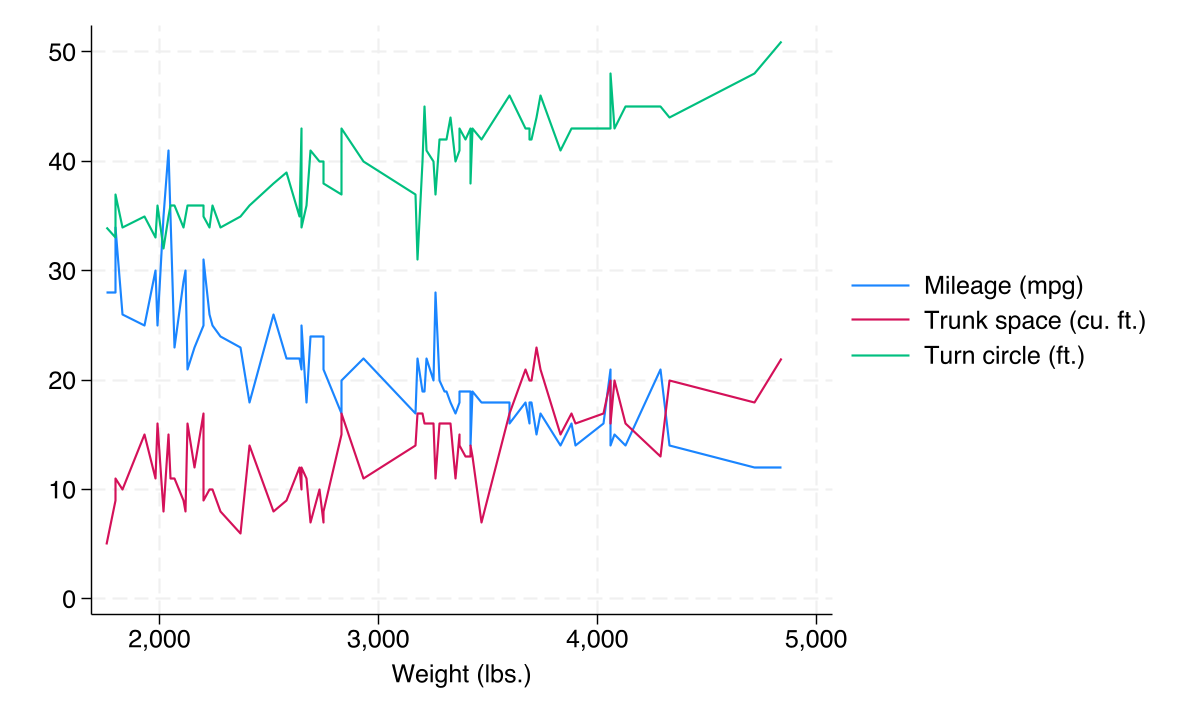 50
40
30
20
10
0
2,000
3,000
4,000
5,000
Weight (lbs.)
Mileage (mpg)
Trunk space (cu. ft.)
Turn circle (ft.)